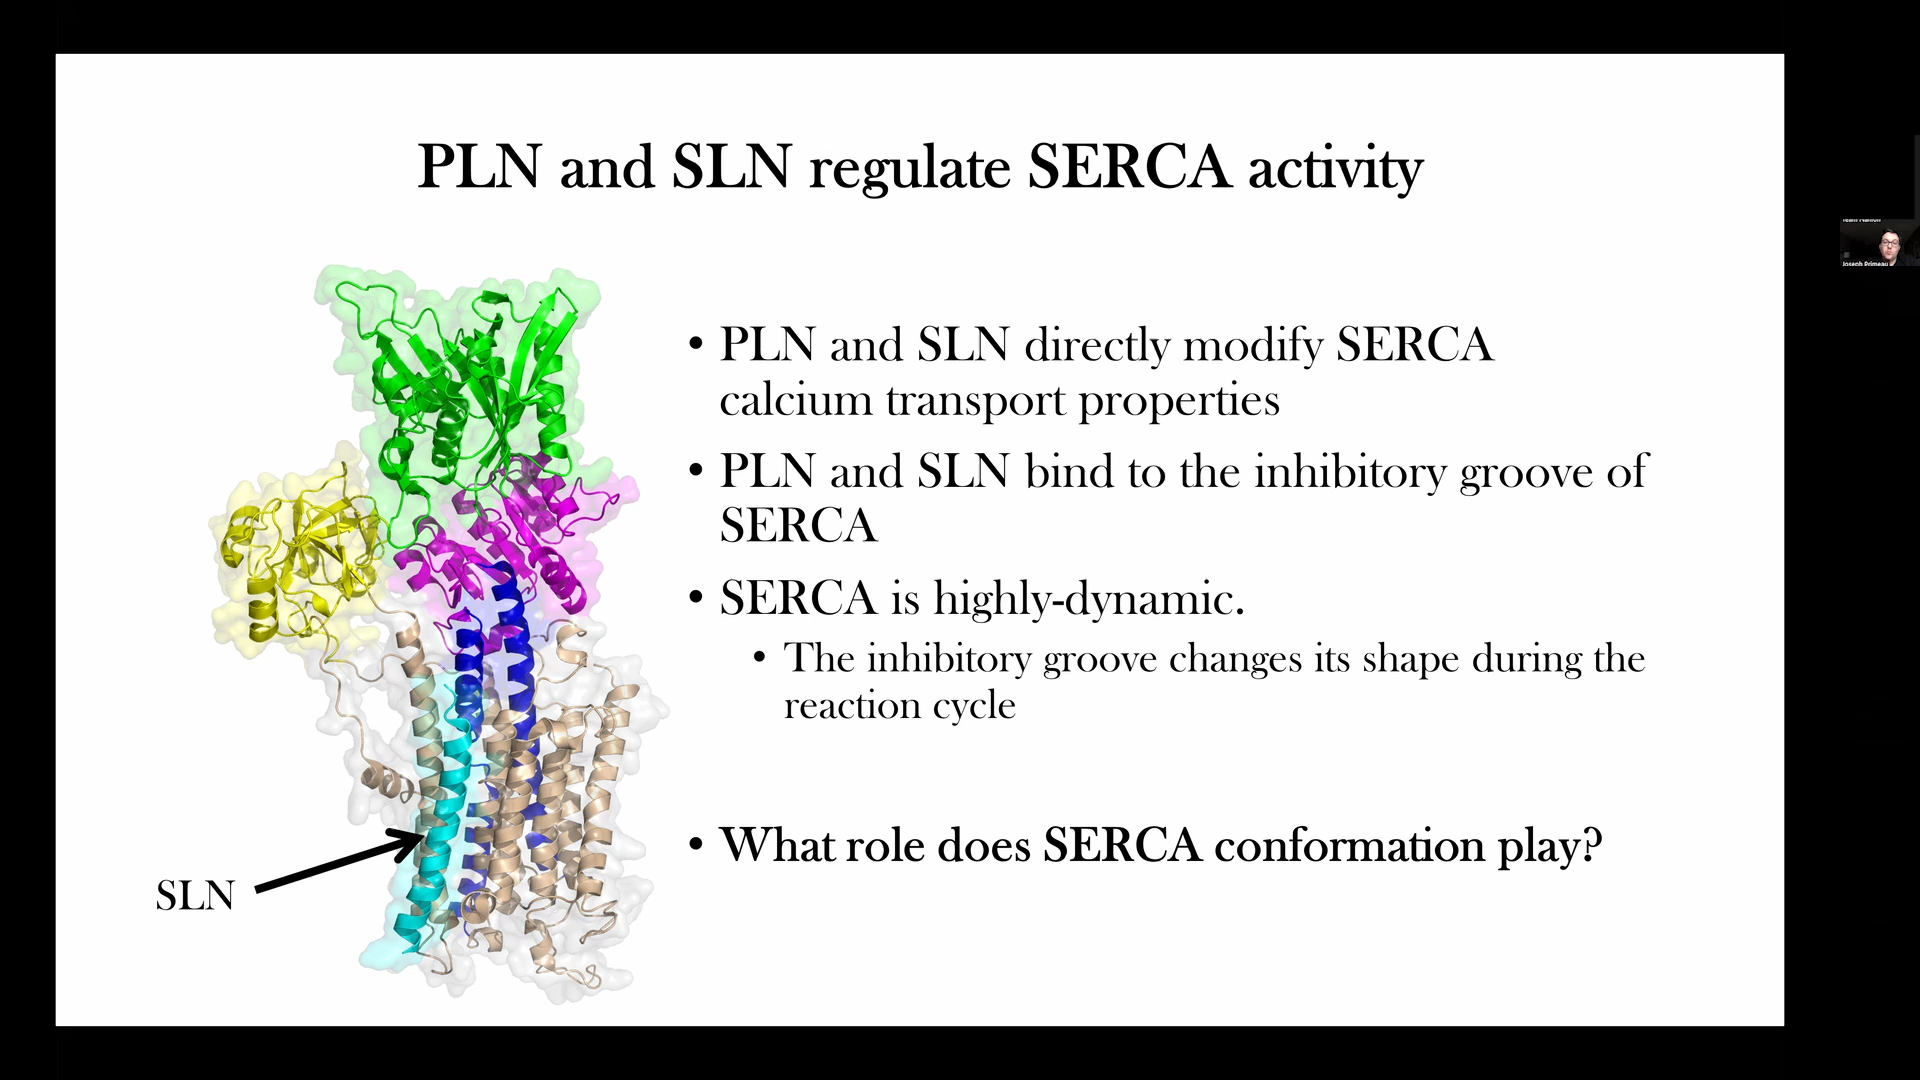 PLN and SLN regulate SERCA activity
• PLN and SLN directly modify SERCA
calcium transport properties
• PLN and SLN bind to the inhibitory groove of
SERCA
• SERCA is highly-dynamic.
• The inhibitory groove changes its shape during the
reaction cycle
• What role does SERCA conformation play?
SLN
Joseph Primeau